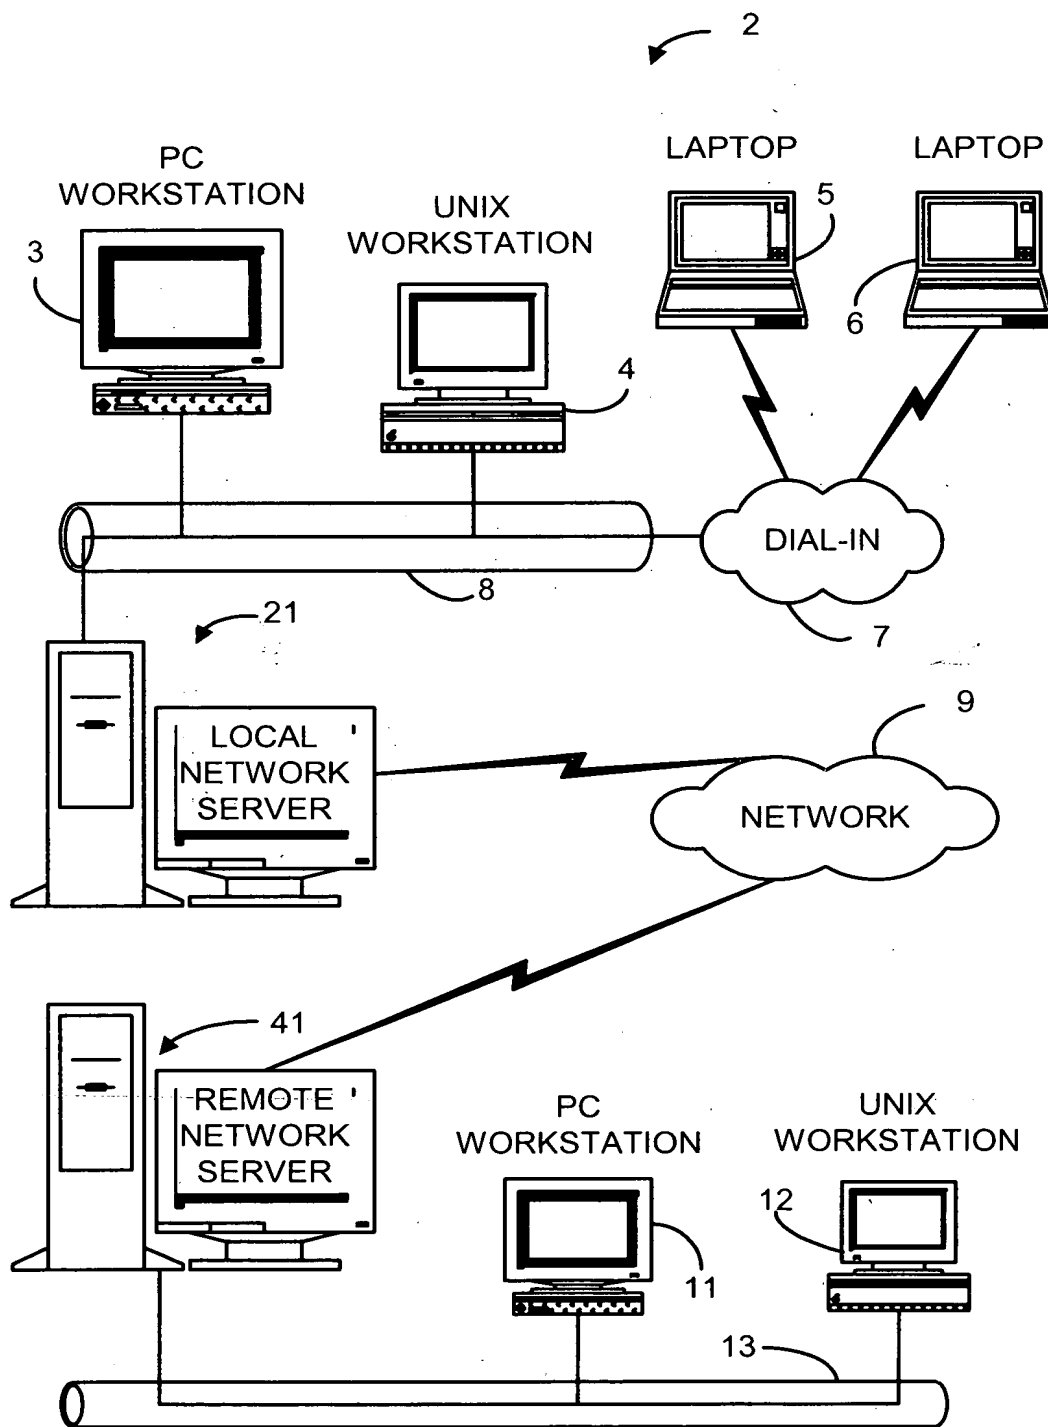 2
LAPTOP
LAPTOP
PC
WORKSTATION
UNIX
WORKSTATION
3
5
6
4
DIAL-IN
8
7
21
9
LOCAL
NETWORK
SERVER
NETWORK
41
REMOTE
NETWORK
SERVER
PC
WORKSTATION
UNIX
WORKSTATION
12
11
13